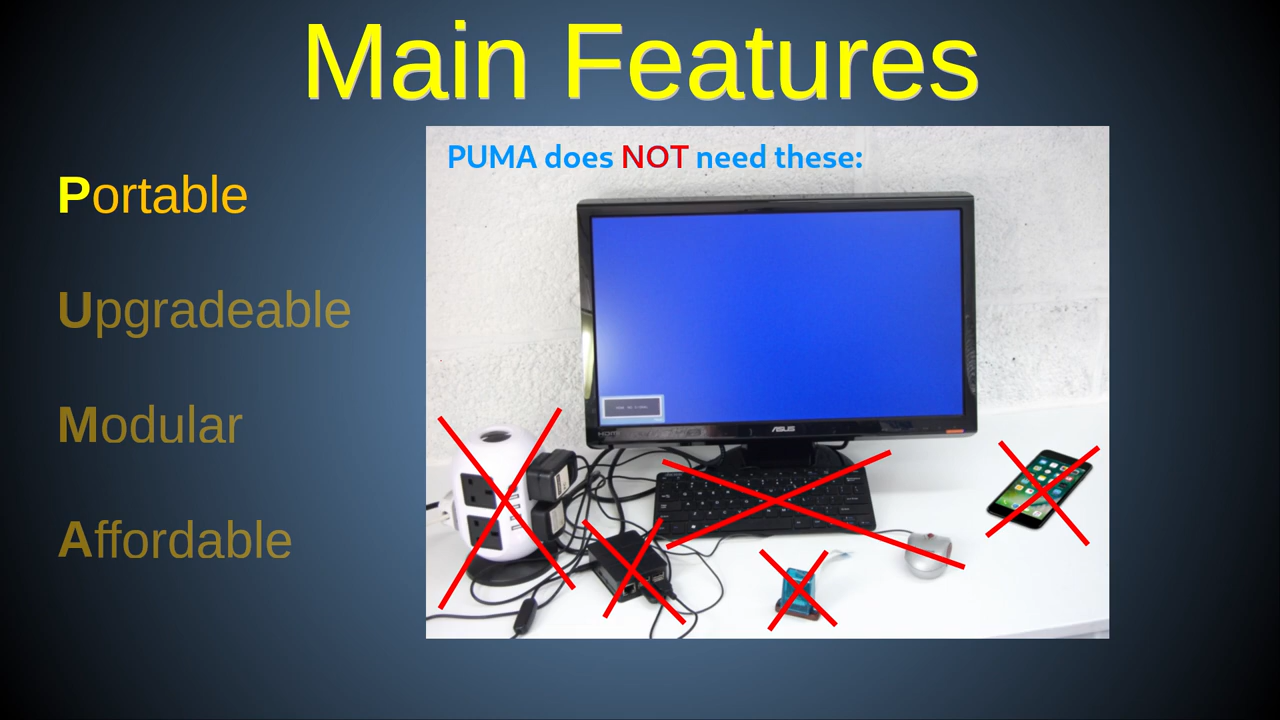 Main Features
Portable
Upgradeable
Modular
Affordable
PUMA does NOT need these:
ASUS